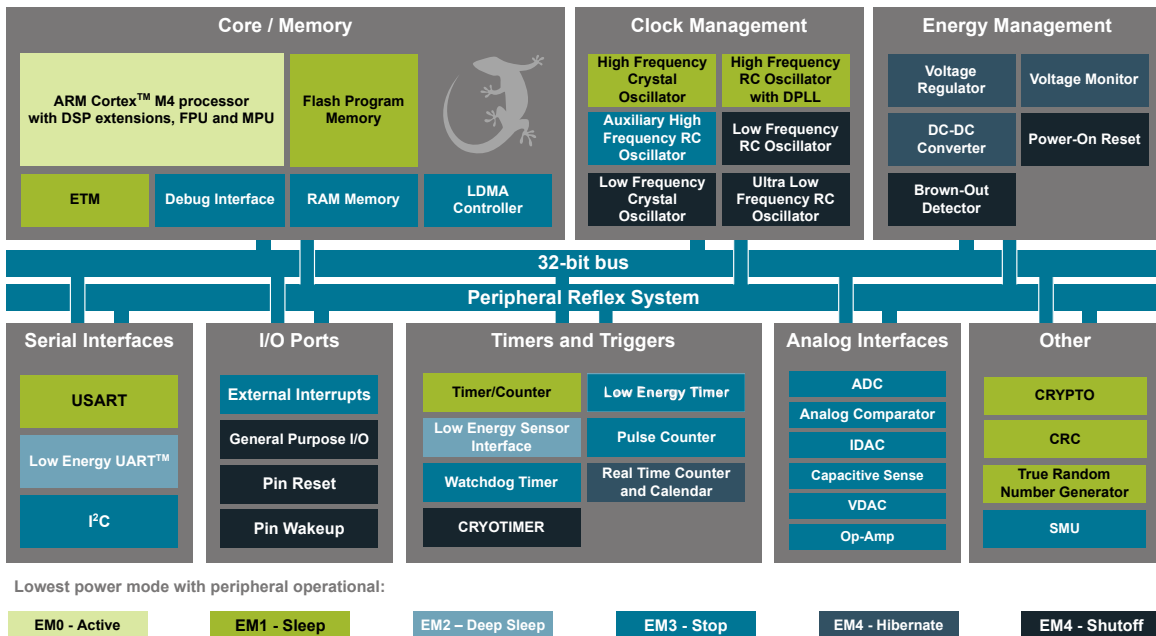 Core / Memory
ARM Cortex™ M4 processor
with DSP extensions, FPU and MPU
Flash Program
Memory
ETM
Debug Interface
RAM Memory
LDMA
Controller
Clock Management
High Frequency
Crystal
Oscillator
High Frequency
RC Oscillator
with DPLL
Auxiliary High
Frequency RC
Oscillator
Low Frequency
RC Oscillator
Low Frequency
Crystal
Oscillator
Ultra Low
Frequency RC
Oscillator
Energy Management
Voltage
Regulator
Voltage Monitor
DC-DC
Converter
Power-On Reset
Brown-Out
Detector
32-bit bus
Peripheral Reflex System
Serial Interfaces
USART
Low Energy UART™
I²C
I/O Ports
External Interrupts
General Purpose I/O
Pin Reset
Pin Wakeup
Timers and Triggers
Timer/Counter
Low Energy Timer
Low Energy Sensor
Interface
Pulse Counter
Watchdog Timer
Real Time Counter
and Calendar
CRYOTIMER
Analog Interfaces
ADC
Analog Comparator
IDAC
Capacitive Sense
VDAC
Op-Amp
Other
CRYPTO
CRC
True Random
Number Generator
SMU
Lowest power mode with peripheral operational:
EM0 - Active
EM1 - Sleep
EM2 – Deep Sleep
EM3 - Stop
EM4 - Hibernate
EM4 - Shutoff